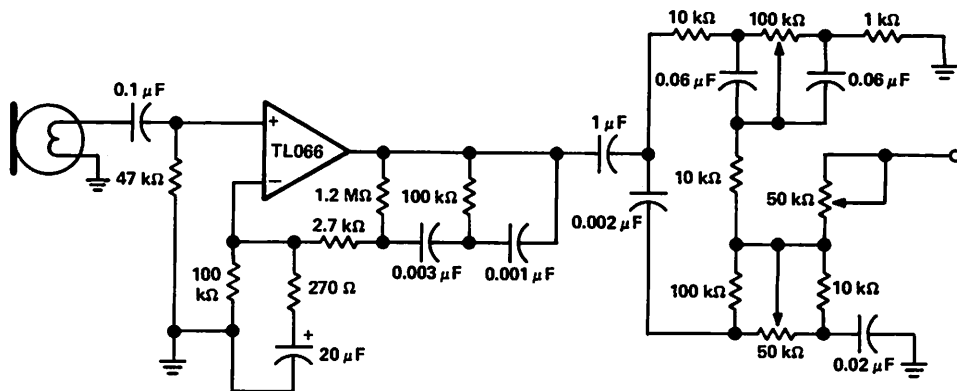 10 kΩ
100 kΩ
1 kΩ
0.06 µF
0.06 µF
0.1 µF
+
TL066
−
47 kΩ
1.2 MΩ
100 kΩ
1 µF
10 kΩ
50 kΩ
0.002 µF
2.7 kΩ
0.003 µF
0.001 µF
100
kΩ
270 Ω
+
20 µF
100 kΩ
10 kΩ
50 kΩ
0.02 µF